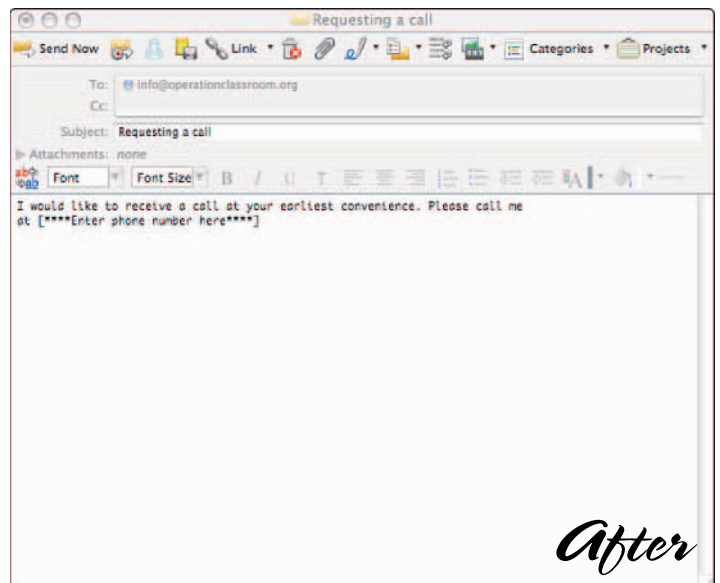 Requesting a call
Send Now Link Categories Projects
To: info@operationclassroom.org
Cc:
Subject: Requesting a call
Attachments: none
abc ab Font Font Size B I U T A
I would like to receive a call at your earliest convenience. Please call me
at [****Enter phone number here****]
After